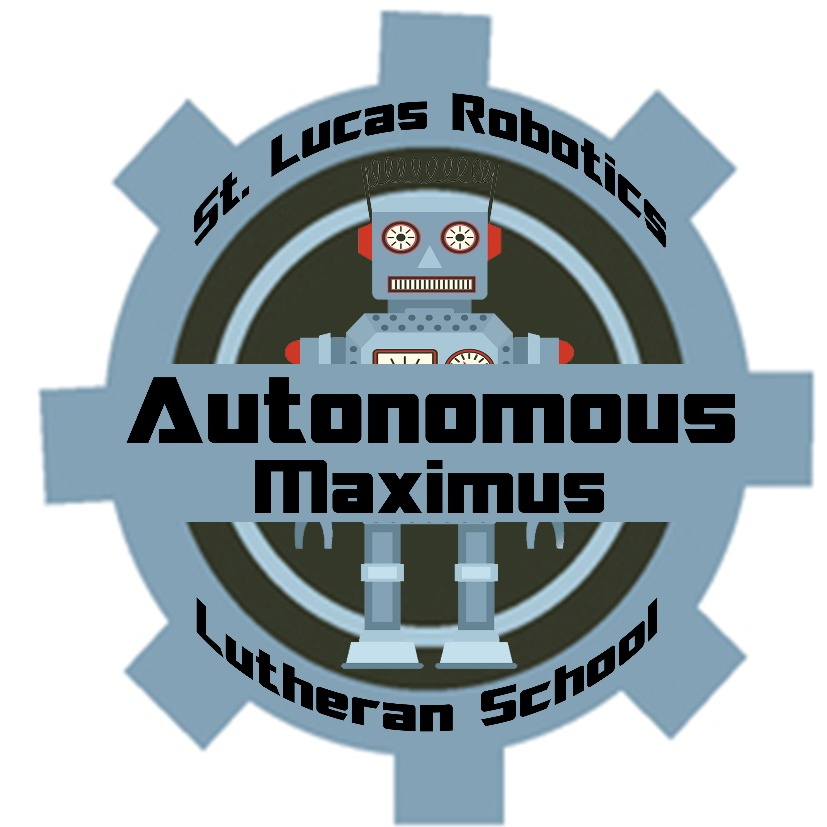 St. Lucas Robotics
Autonomous
Maximus
Lutheran School